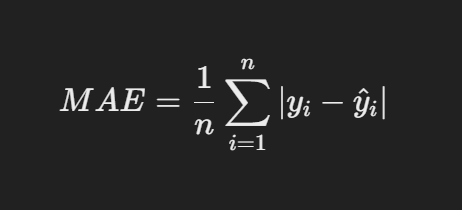 MAE = \frac{1}{n} \sum_{i=1}^{n} |y_i - \hat{y}_i|